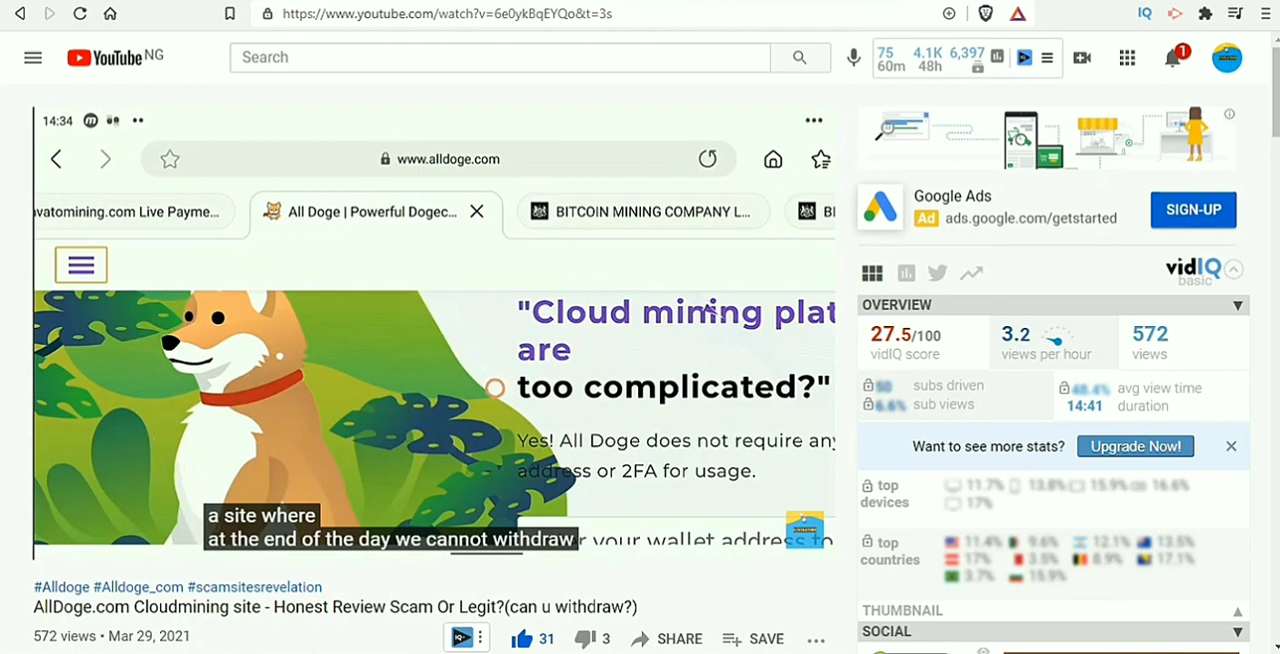 https://www.youtube.com/watch?v=6e0ykBqEYQo&t=3s
IQ
YouTube NG
Search
75 4.1K 6,397
60m 48h
1
14:34
www.alldoge.com
vatomining.com Live Payme...
All Doge | Powerful Dogec...
BITCOIN MINING COMPANY L...
"Cloud mining plat
are
too complicated?"
Yes! All Doge does not require any
address or 2FA for usage.
your wallet address to
a site where
at the end of the day we cannot withdraw
#Alldoge #Alldoge_com #scamsitesrevelation
AllDoge.com Cloudmining site - Honest Review Scam Or Legit?(can u withdraw?)
572 views • Mar 29, 2021
31
3
SHARE
SAVE
Google Ads
Ad ads.google.com/getstarted
SIGN-UP
vidIQ
basic
OVERVIEW
27.5/100
vidIQ score
3.2
views per hour
572
views
subs driven
sub views
avg view time
14:41 duration
Want to see more stats? Upgrade Now!
top
devices
top
countries
THUMBNAIL
SOCIAL